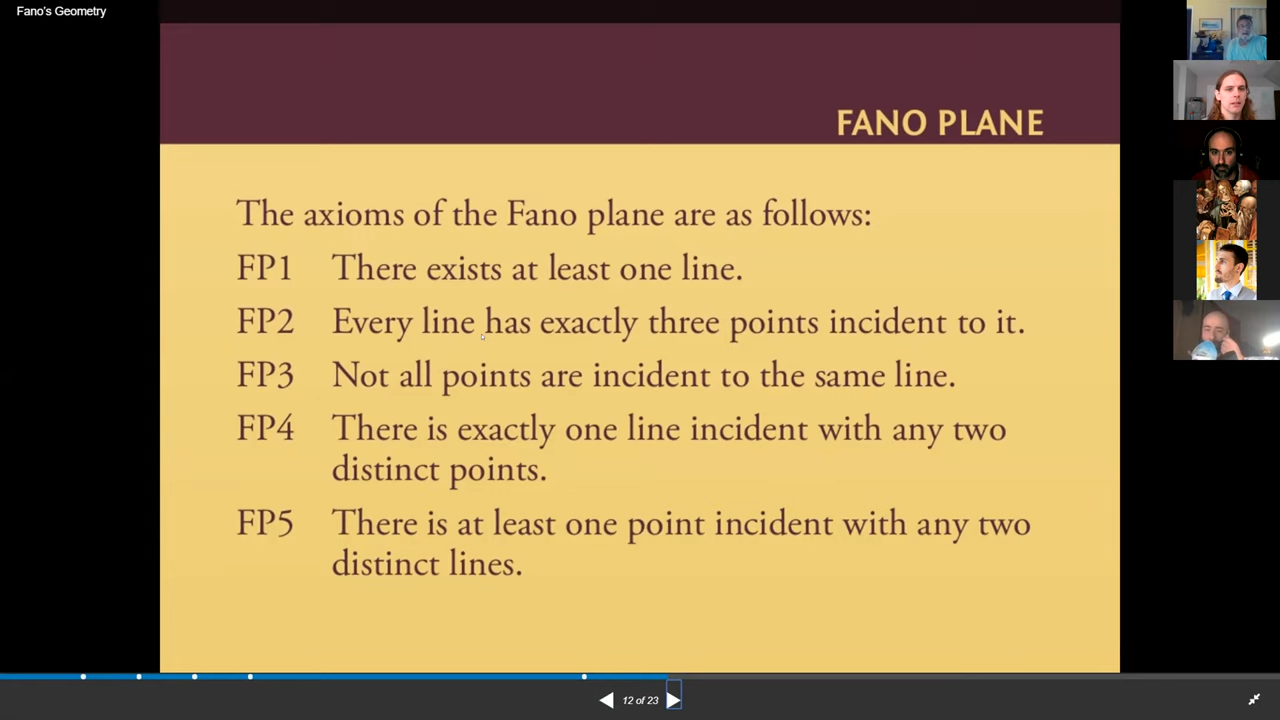 Fano's Geometry
FANO PLANE
The axioms of the Fano plane are as follows:
FP1 There exists at least one line.
FP2 Every line has exactly three points incident to it.
FP3 Not all points are incident to the same line.
FP4 There is exactly one line incident with any two
distinct points.
FP5 There is at least one point incident with any two
distinct lines.
12 of 23